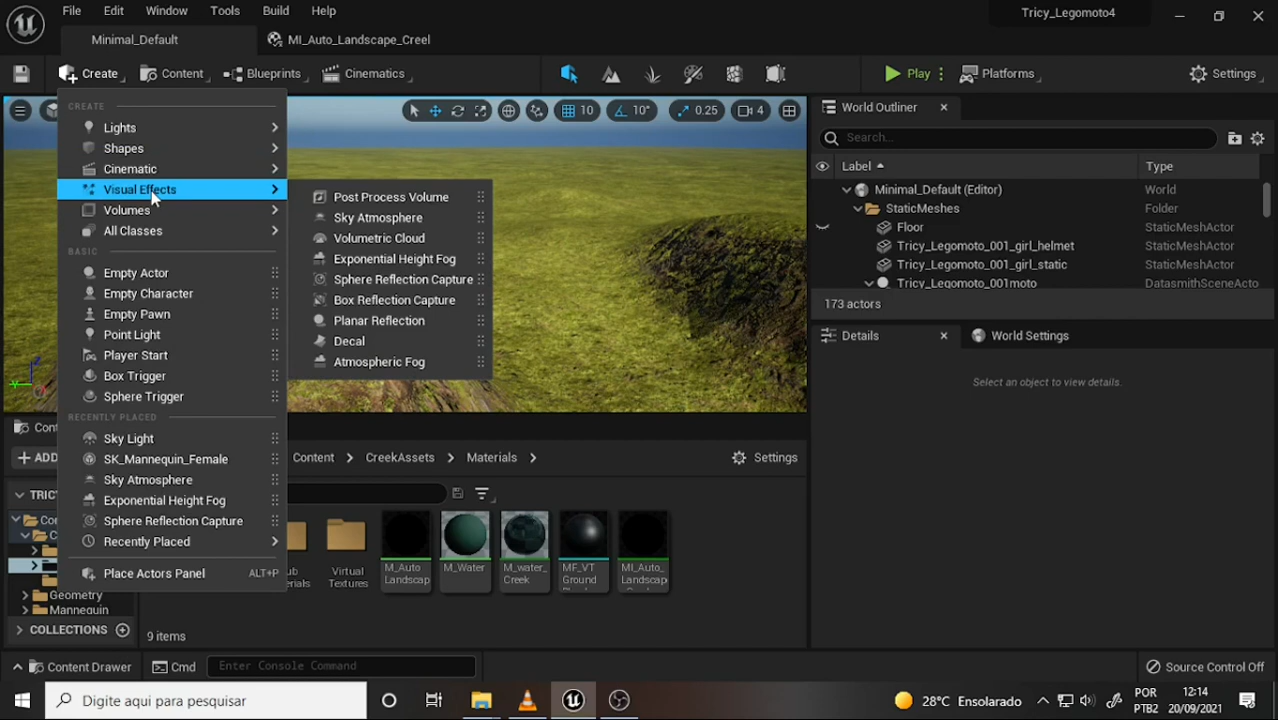 File Edit Window Tools Build Help
Tricy_Legomoto4
Minimal_Default
MI_Auto_Landscape_Creel
Create Content Blueprints Cinematics
Play Platforms Settings
10 10° 0.25 4
CREATE
Lights
Shapes
Cinematic
Visual Effects
Volumes
All Classes
BASIC
Empty Actor
Empty Character
Empty Pawn
Point Light
Player Start
Box Trigger
Sphere Trigger
RECENTLY PLACED
Sky Light
SK_Mannequin_Female
Sky Atmosphere
Exponential Height Fog
Sphere Reflection Capture
Recently Placed
Place Actors Panel ALT+P
Post Process Volume
Sky Atmosphere
Volumetric Cloud
Exponential Height Fog
Sphere Reflection Capture
Box Reflection Capture
Planar Reflection
Decal
Atmospheric Fog
World Outliner
Search...
Label Type
Minimal_Default (Editor) World
StaticMeshes Folder
Floor StaticMeshActor
Tricy_Legomoto_001_girl_helmet StaticMeshActor
Tricy_Legomoto_001_girl_static StaticMeshActor
Tricy_Legomoto_001moto DatasmithSceneActo
173 actors
Details World Settings
Select an object to view details.
Cont
ADD
Content CreekAssets Materials Settings
TRICY
Con
C
Geometry
Mannequin
COLLECTIONS
Virtual
Textures
M_Auto
Landscap
M_Water
M_water_
Creek
MF_VT
Ground
MI_Auto_
Landscap
9 items
Content Drawer Cmd Enter Console Command Source Control Off
Digite aqui para pesquisar
28°C Ensolarado
POR
PTB2
12:14
20/09/2021